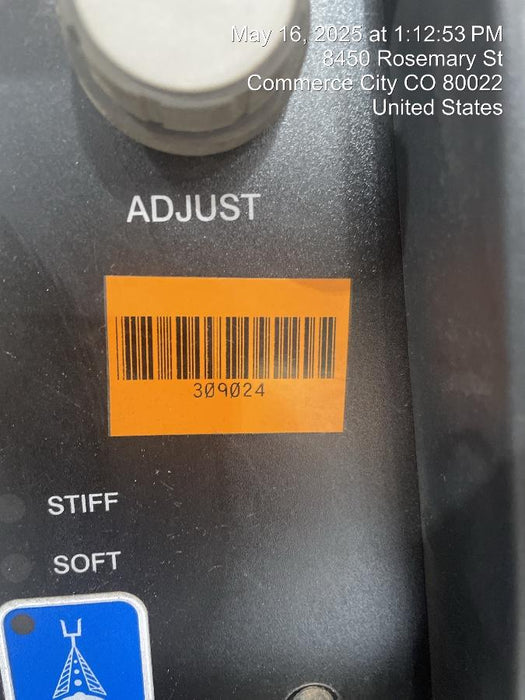 May 16, 2025 at 1:12:53 PM
8450 Rosemary St
Commerce City CO 80022
United States
ADJUST
309024
STIFF
SOFT